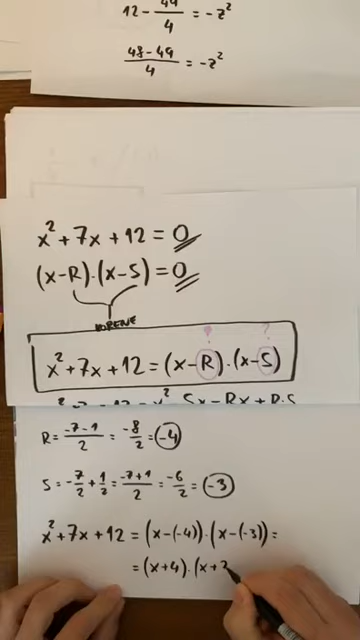 12 - 49/4 = -z²
(48-49)/4 = -z²
x² + 7x + 12 = 0
(x-R)·(x-S) = 0
KORENE
? ?
x² + 7x + 12 = (x-R)·(x-S)
R = (-7-1)/2 = -8/2 = -4
S = -7/2 + 1/2 = (-7+1)/2 = -6/2 = -3
x² + 7x + 12 = (x-(-4))·(x-(-3)) =
= (x+4)·(x+3